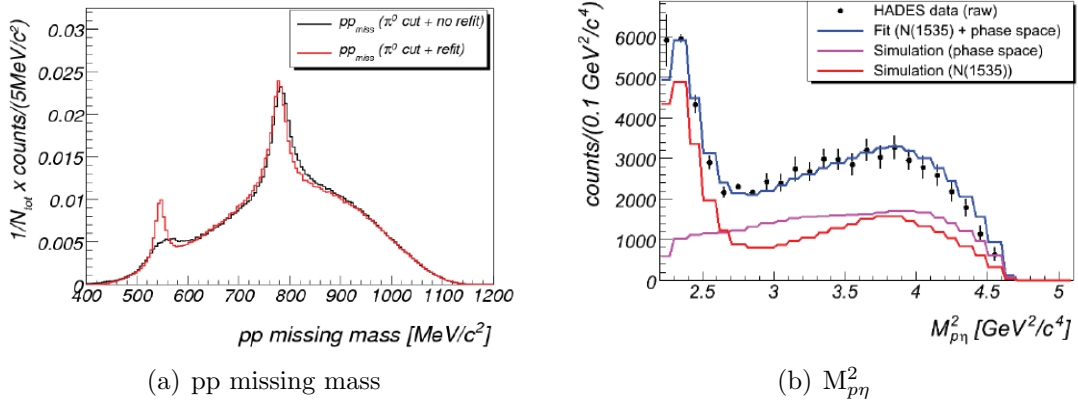 1/N_tot x counts/(5MeV/c²)
0.03
0.025
0.02
0.015
0.01
0.005
0
pp_miss (π⁰ cut + no refit)
pp_miss (π⁰ cut + refit)
400 500 600 700 800 900 1000 1100 1200
pp missing mass [MeV/c²]
(a) pp missing mass
counts/(0.1 GeV²/c⁴)
6000
5000
4000
3000
2000
1000
0
HADES data (raw)
Fit (N(1535) + phase space)
Simulation (phase space)
Simulation (N(1535))
2.5 3 3.5 4 4.5 5
M²_pη [GeV²/c⁴]
(b) M²_pη